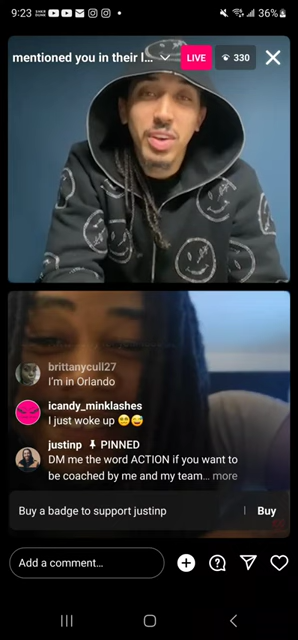 9:23
36%
mentioned you in their l...
LIVE
330
brittanycull27
I'm in Orlando
icandy_minklashes
I just woke up 😏😅
justinp PINNED
DM me the word ACTION if you want
to be coached by me and my team... more
Buy a badge to support justinp
Buy
Add a comment...